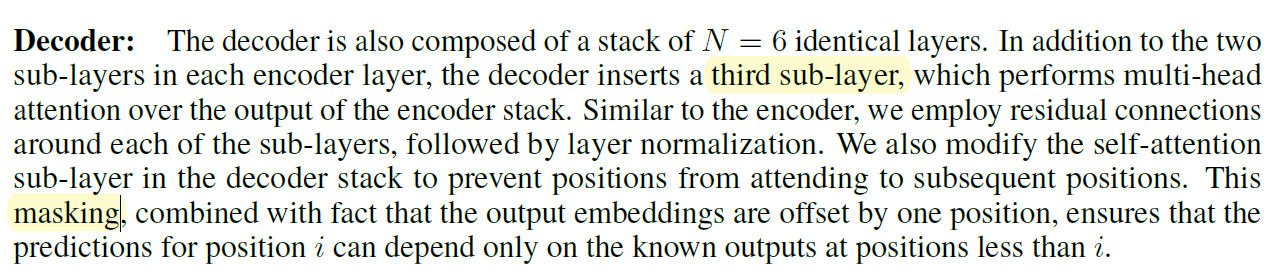 Decoder: The decoder is also composed of a stack of N = 6 identical layers. In addition to the two
sub-layers in each encoder layer, the decoder inserts a third sub-layer, which performs multi-head
attention over the output of the encoder stack. Similar to the encoder, we employ residual connections
around each of the sub-layers, followed by layer normalization. We also modify the self-attention
sub-layer in the decoder stack to prevent positions from attending to subsequent positions. This
masking, combined with fact that the output embeddings are offset by one position, ensures that the
predictions for position i can depend only on the known outputs at positions less than i.